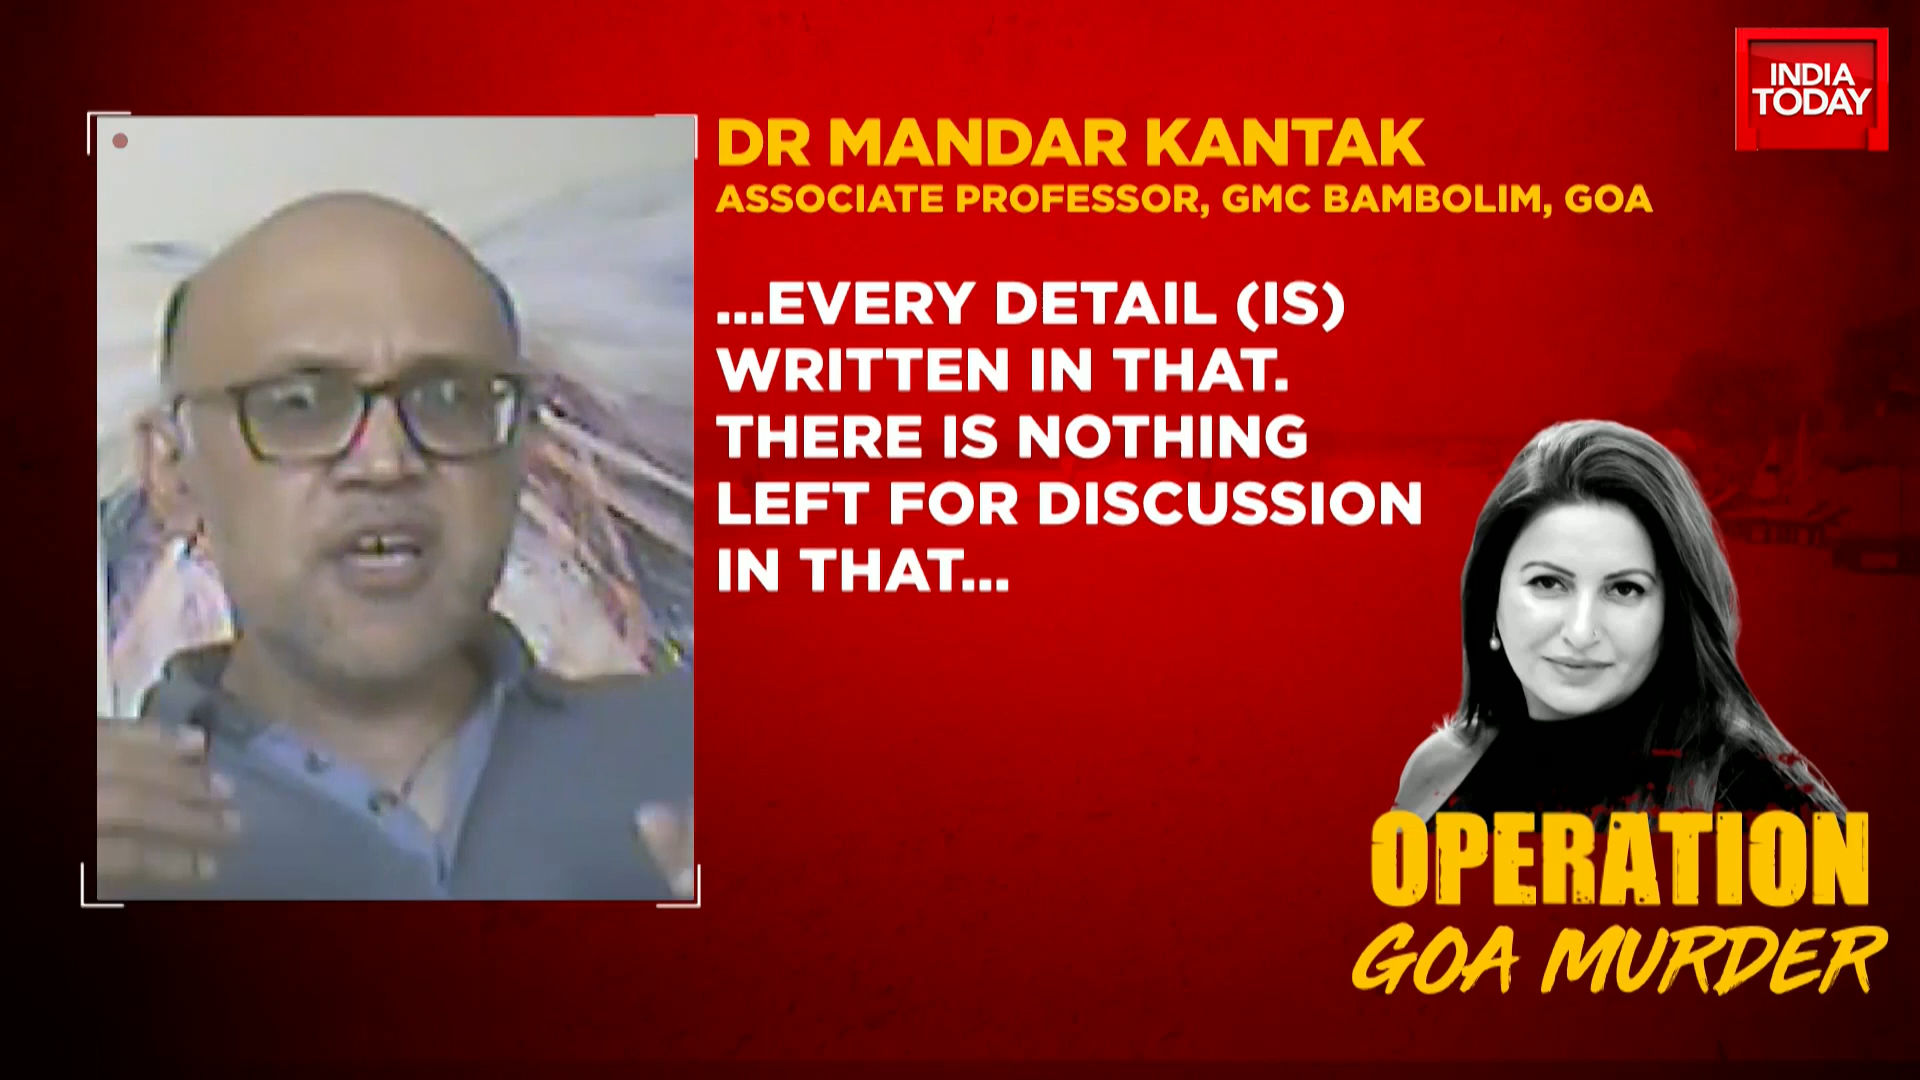 INDIA
TODAY
DR MANDAR KANTAK
ASSOCIATE PROFESSOR, GMC BAMBOLIM, GOA
...EVERY DETAIL (IS)
WRITTEN IN THAT.
THERE IS NOTHING
LEFT FOR DISCUSSION
IN THAT...
OPERATION
GOA MURDER